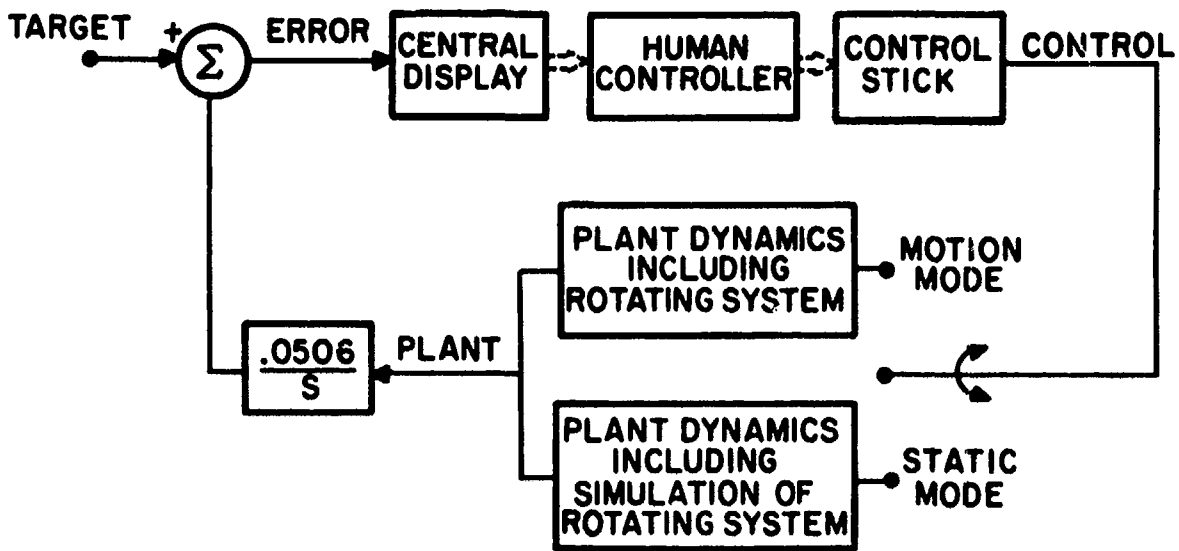 TARGET
+
Σ
ERROR
CENTRAL
DISPLAY
HUMAN
CONTROLLER
CONTROL
STICK
CONTROL
PLANT DYNAMICS
INCLUDING
ROTATING SYSTEM
MOTION
MODE
.0506
S
PLANT
PLANT DYNAMICS
INCLUDING
SIMULATION OF
ROTATING SYSTEM
STATIC
MODE